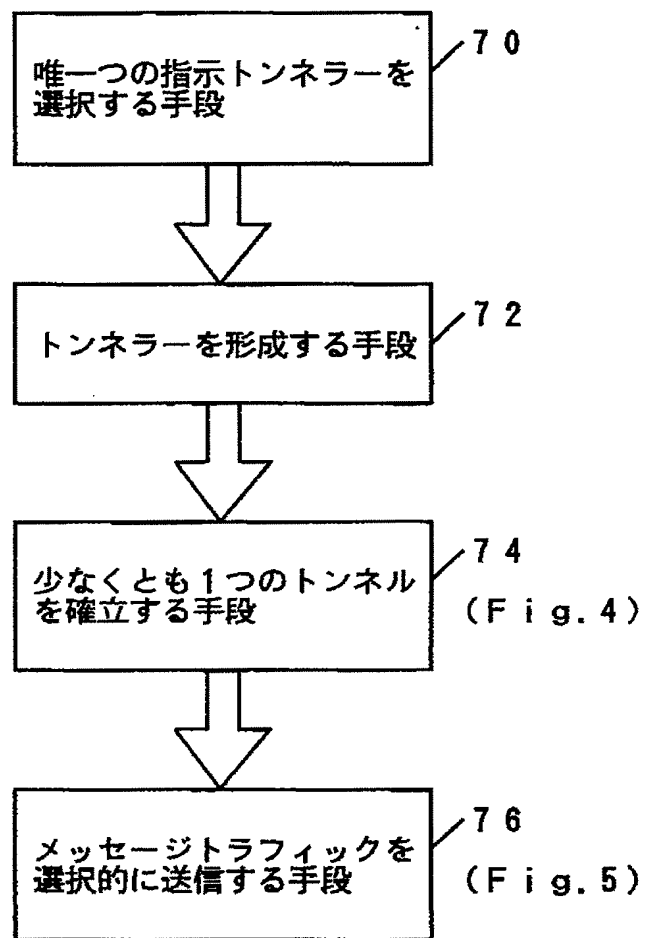 70
唯一つの指示トンネラーを
選択する手段
72
トンネラーを形成する手段
74
少なくとも1つのトンネル
を確立する手段
(Fig.4)
76
メッセージトラフィックを
選択的に送信する手段
(Fig.5)